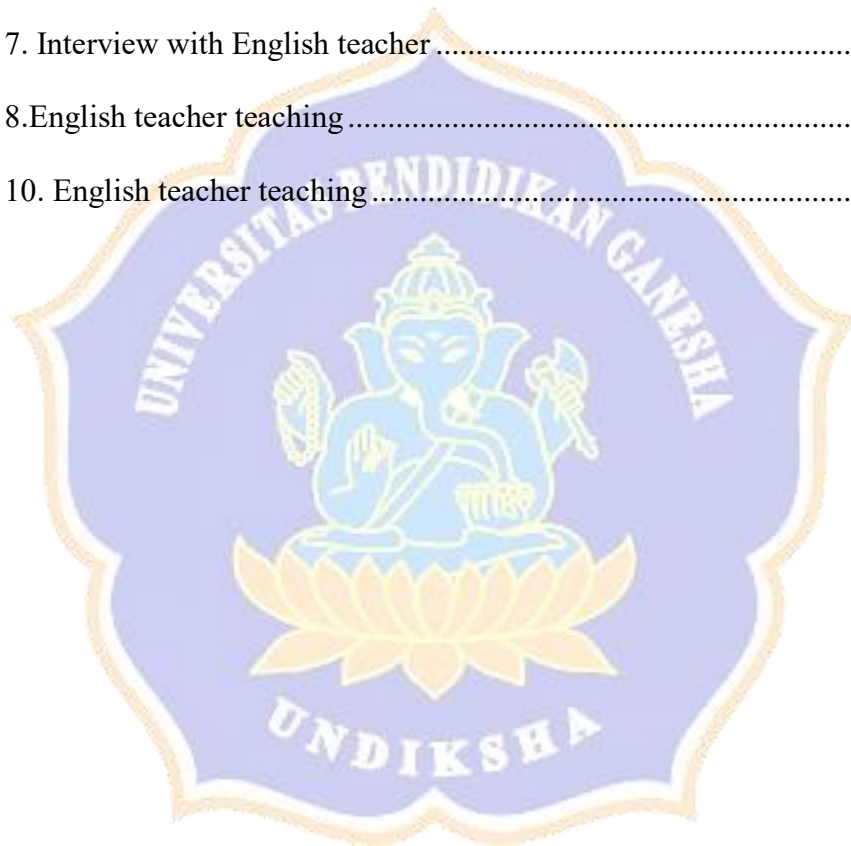 7. Interview with English teacher ............................................
8.English teacher teaching .....................................................
10. English teacher teaching ..................................................
UNIVERSITAS PENDIDIKAN GANESHA
UNDIKSHA